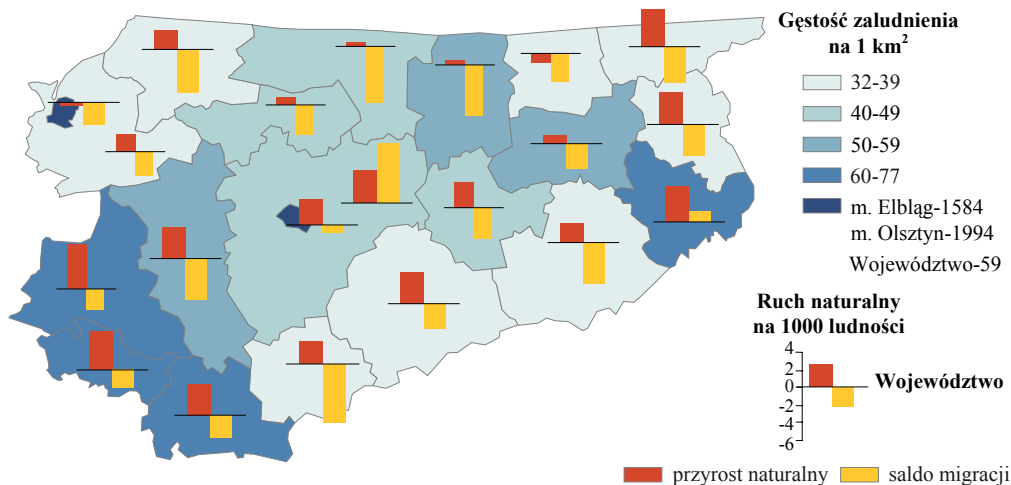 Gęstość zaludnienia
na 1 km²
32-39
40-49
50-59
60-77
m. Elbląg-1584
m. Olsztyn-1994
Województwo-59
Ruch naturalny
na 1000 ludności
4
2
0
-2
-4
-6
Województwo
przyrost naturalny
saldo migracji